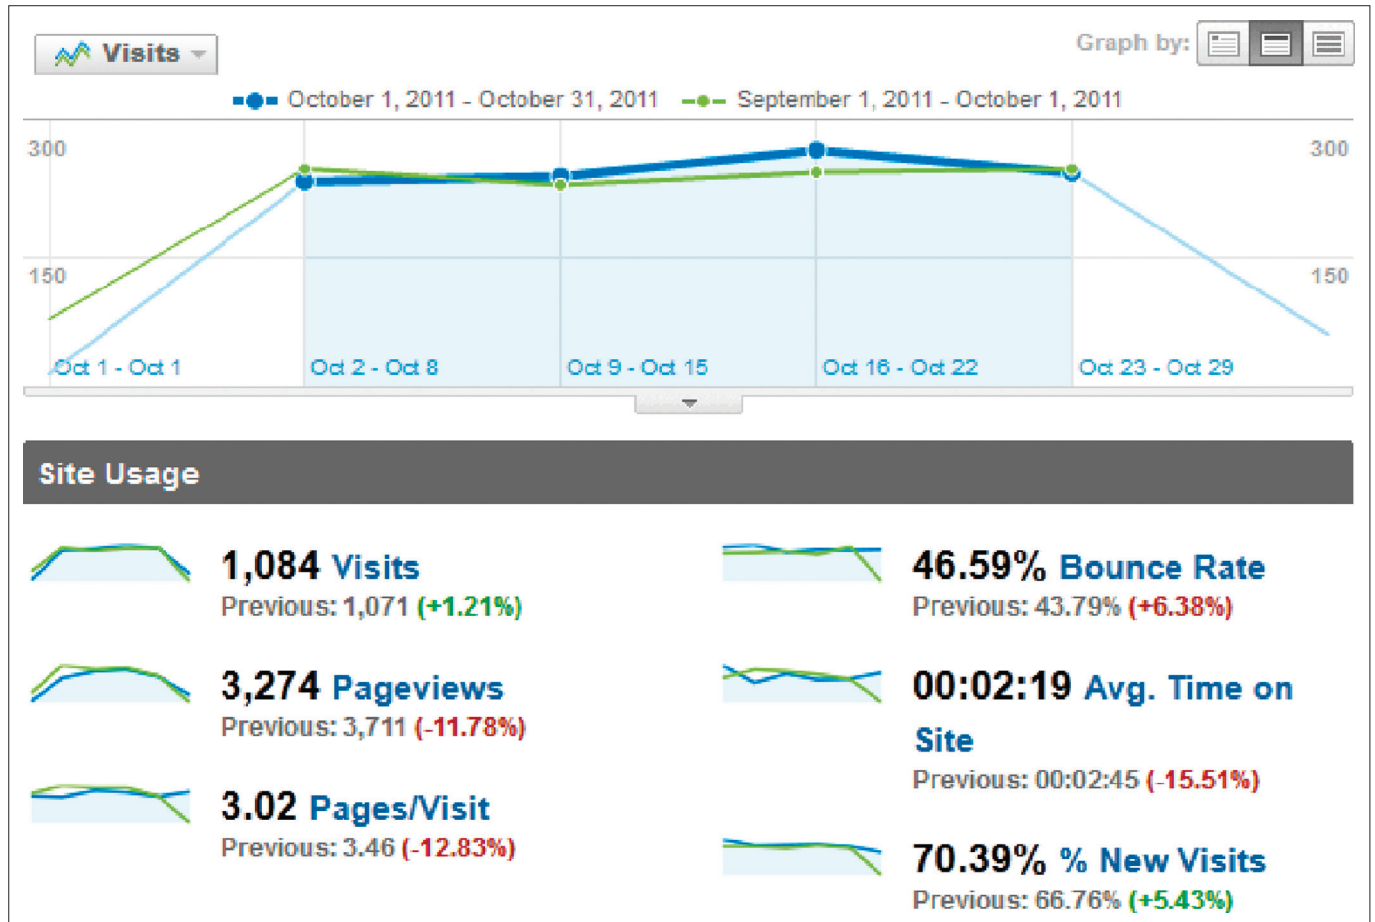 Visits
Graph by:
October 1, 2011 - October 31, 2011 September 1, 2011 - October 1, 2011
300 300
150 150
Oct 1 - Oct 1 Oct 2 - Oct 8 Oct 9 - Oct 15 Oct 16 - Oct 22 Oct 23 - Oct 29
Site Usage
1,084 Visits
Previous: 1,071 (+1.21%)
3,274 Pageviews
Previous: 3,711 (-11.78%)
3.02 Pages/Visit
Previous: 3.46 (-12.83%)
46.59% Bounce Rate
Previous: 43.79% (+6.38%)
00:02:19 Avg. Time on
Site
Previous: 00:02:45 (-15.51%)
70.39% % New Visits
Previous: 66.76% (+5.43%)